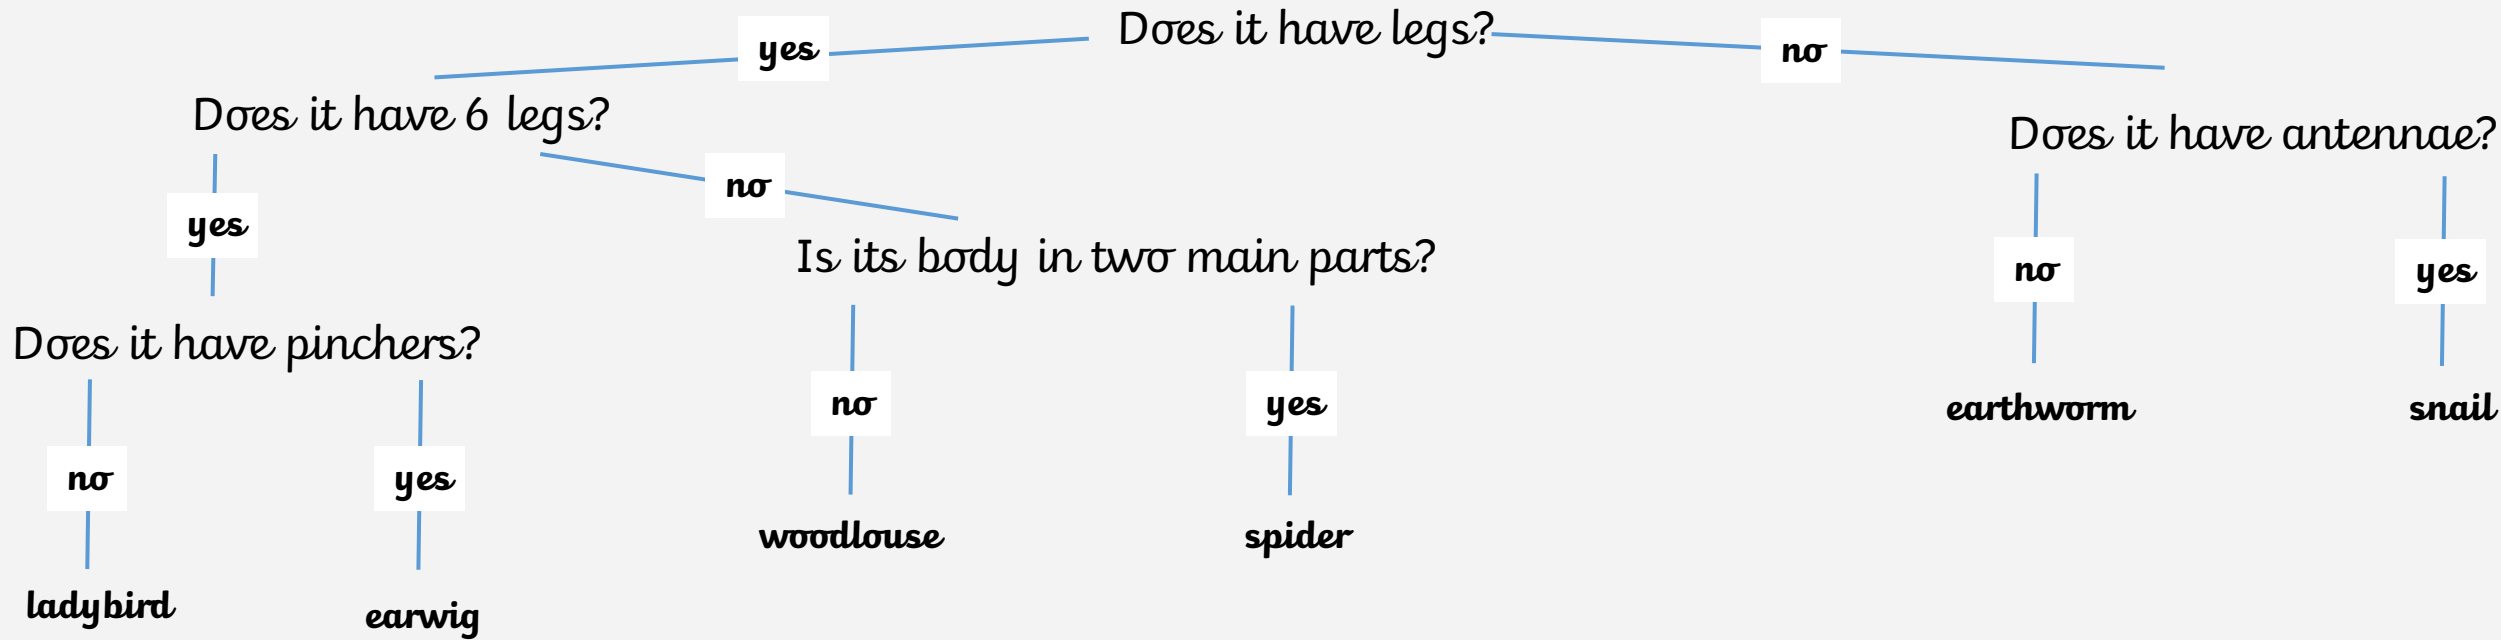 Does it have legs?
yes
no
Does it have 6 legs?
Does it have antennae?
yes
no
Is its body in two main parts?
no
yes
Does it have pinchers?
no
yes
earthworm
snail
no
yes
woodlouse
spider
ladybird
earwig